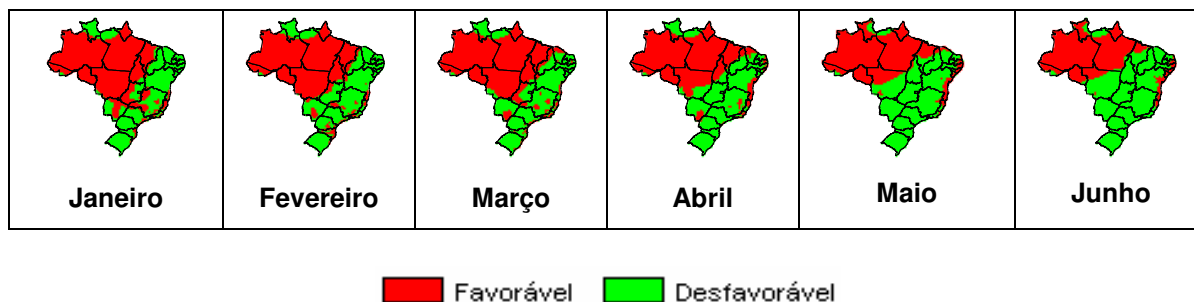 Janeiro
Fevereiro
Março
Abril
Maio
Junho
Favorável
Desfavorável